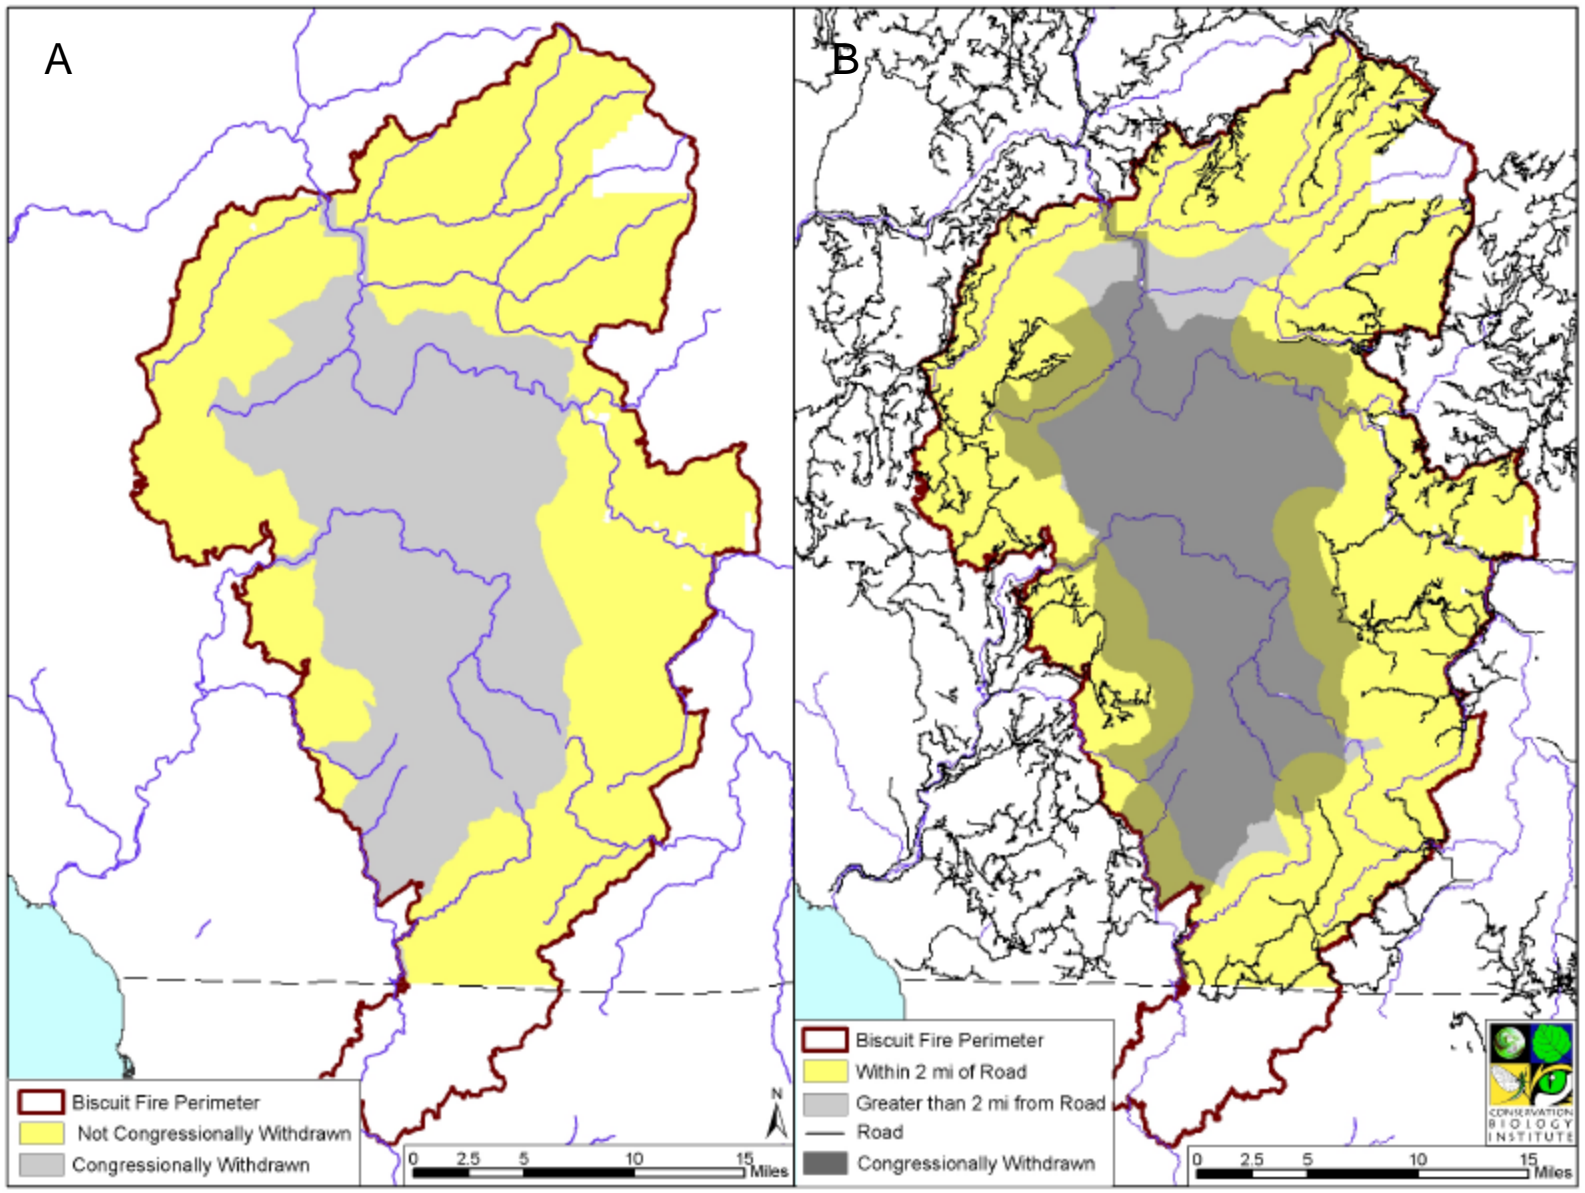 A
B
Biscuit Fire Perimeter
Not Congressionally Withdrawn
Congressionally Withdrawn
N
0 2.5 5 10 15
Miles
Biscuit Fire Perimeter
Within 2 mi of Road
Greater than 2 mi from Road
Road
Congressionally Withdrawn
0 2.5 5 10 15
Miles
CONSERVATION
BIOLOGY
INSTITUTE